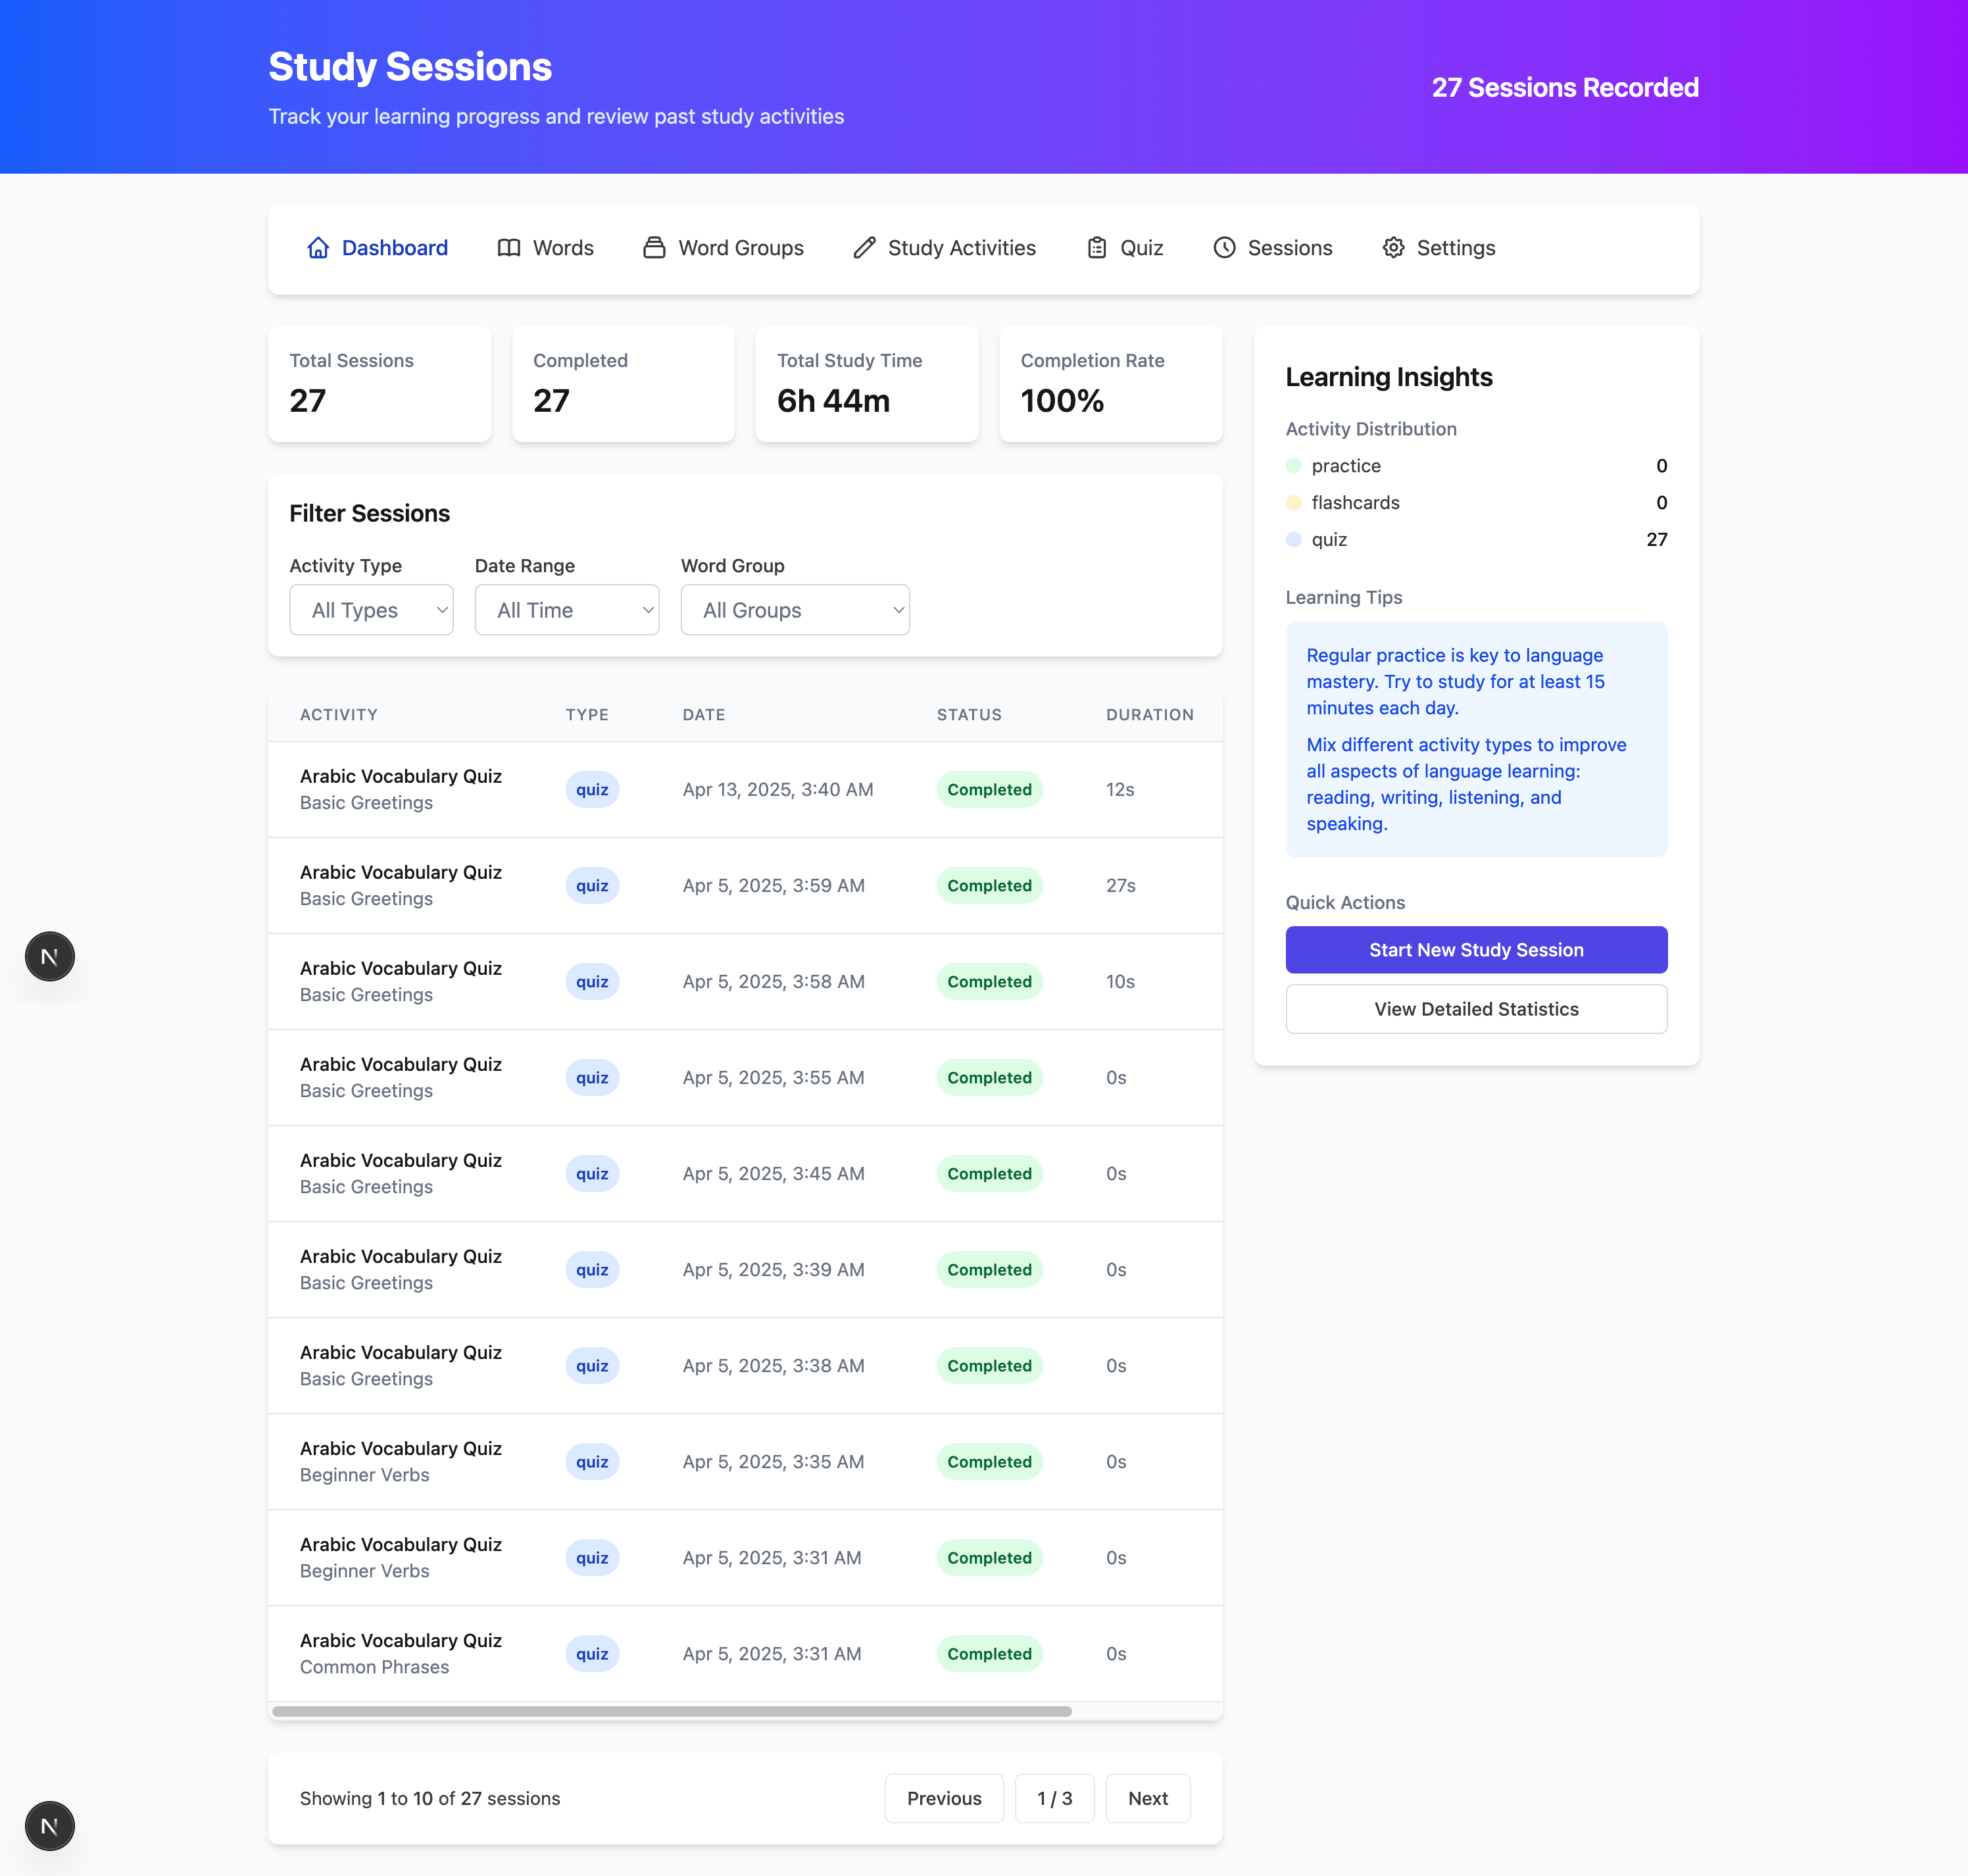 Study Sessions
Track your learning progress and review past study activities
27 Sessions Recorded
Dashboard
Words
Word Groups
Study Activities
Quiz
Sessions
Settings
Total Sessions
27
Completed
27
Total Study Time
6h 44m
Completion Rate
100%
Filter Sessions
Activity Type
Date Range
Word Group
All Types
All Time
All Groups
ACTIVITY TYPE DATE STATUS DURATION
Arabic Vocabulary Quiz
Basic Greetings
quiz
Apr 13, 2025, 3:40 AM
Completed
12s
Arabic Vocabulary Quiz
Basic Greetings
quiz
Apr 5, 2025, 3:59 AM
Completed
27s
Arabic Vocabulary Quiz
Basic Greetings
quiz
Apr 5, 2025, 3:58 AM
Completed
10s
Arabic Vocabulary Quiz
Basic Greetings
quiz
Apr 5, 2025, 3:55 AM
Completed
0s
Arabic Vocabulary Quiz
Basic Greetings
quiz
Apr 5, 2025, 3:45 AM
Completed
0s
Arabic Vocabulary Quiz
Basic Greetings
quiz
Apr 5, 2025, 3:39 AM
Completed
0s
Arabic Vocabulary Quiz
Basic Greetings
quiz
Apr 5, 2025, 3:38 AM
Completed
0s
Arabic Vocabulary Quiz
Beginner Verbs
quiz
Apr 5, 2025, 3:35 AM
Completed
0s
Arabic Vocabulary Quiz
Beginner Verbs
quiz
Apr 5, 2025, 3:31 AM
Completed
0s
Arabic Vocabulary Quiz
Common Phrases
quiz
Apr 5, 2025, 3:31 AM
Completed
0s
Showing 1 to 10 of 27 sessions
Previous
1 / 3
Next
Learning Insights
Activity Distribution
practice 0
flashcards 0
quiz 27
Learning Tips
Regular practice is key to language
mastery. Try to study for at least 15
minutes each day.
Mix different activity types to improve
all aspects of language learning:
reading, writing, listening, and
speaking.
Quick Actions
Start New Study Session
View Detailed Statistics
N
N